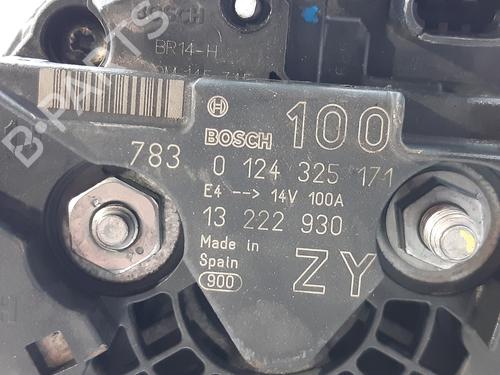 BOSCH
BR14-H
B-PARTS
BOSCH 100
783 0 124 325 171
E4 --> 14V 100A
13 222 930
Made in
Spain
ZY
900